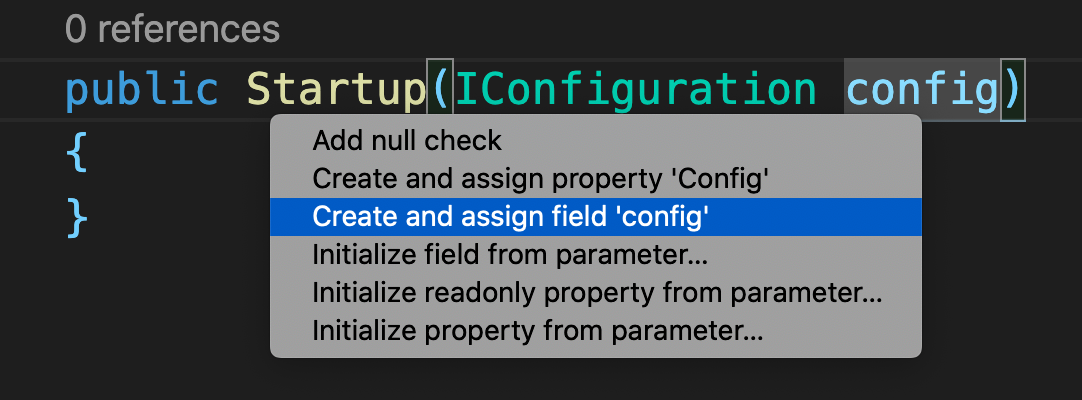 0 references
public Startup(IConfiguration config)
{
Add null check
Create and assign property 'Config'
}
Create and assign field 'config'
Initialize field from parameter...
Initialize readonly property from parameter...
Initialize property from parameter...